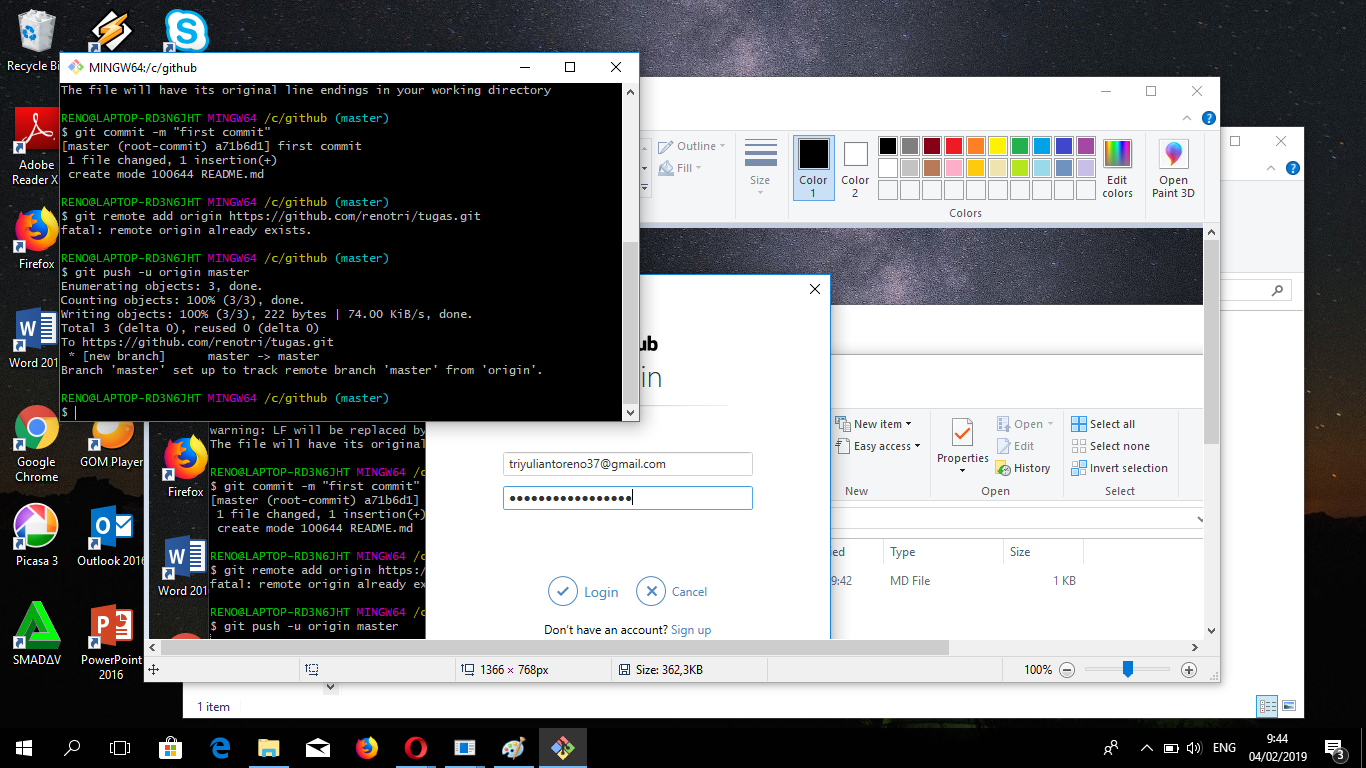 Recycle Bi
MINGW64:/c/github
The file will have its original line endings in your working directory
RENO@LAPTOP-RD3N6JHT MINGW64 /c/github (master)
$ git commit -m "first commit"
[master (root-commit) a71b6d1] first commit
1 file changed, 1 insertion(+)
create mode 100644 README.md
RENO@LAPTOP-RD3N6JHT MINGW64 /c/github (master)
$ git remote add origin https://github.com/renotri/tugas.git
fatal: remote origin already exists.
RENO@LAPTOP-RD3N6JHT MINGW64 /c/github (master)
$ git push -u origin master
Enumerating objects: 3, done.
Counting objects: 100% (3/3), done.
Writing objects: 100% (3/3), 222 bytes | 74.00 KiB/s, done.
Total 3 (delta 0), reused 0 (delta 0)
To https://github.com/renotri/tugas.git
* [new branch]      master -> master
Branch 'master' set up to track remote branch 'master' from 'origin'.
RENO@LAPTOP-RD3N6JHT MINGW64 /c/github (master)
$
Adobe
Reader X
Firefox
Word 201
Google
Chrome
GOM Player
Picasa 3
Outlook 2016
SMADΔV
PowerPoint
2016
Outline
Fill
Size
Color
1
Color
2
Edit
colors
Open
Paint 3D
Colors
ub
in
triyuliantoreno37@gmail.com
●●●●●●●●●●●●●●●●●
Login
Cancel
Don't have an account? Sign up
New item
Easy access
New
Properties
Open
Edit
History
Open
Select all
Select none
Invert selection
Select
ed
Type
Size
9:42
MD File
1 KB
Firefox
Word 201
warning: LF will be replaced by
The file will have its original
RENO@LAPTOP-RD3N6JHT MINGW64 /c
$ git commit -m "first commit"
[master (root-commit) a71b6d1]
1 file changed, 1 insertion(+)
create mode 100644 README.md
RENO@LAPTOP-RD3N6JHT MINGW64 /c
$ git remote add origin https:/
fatal: remote origin already ex
RENO@LAPTOP-RD3N6JHT MINGW64 /c
$ git push -u origin master
1366 × 768px
Size: 362,3KB
100%
1 item
ENG
9:44
04/02/2019
3